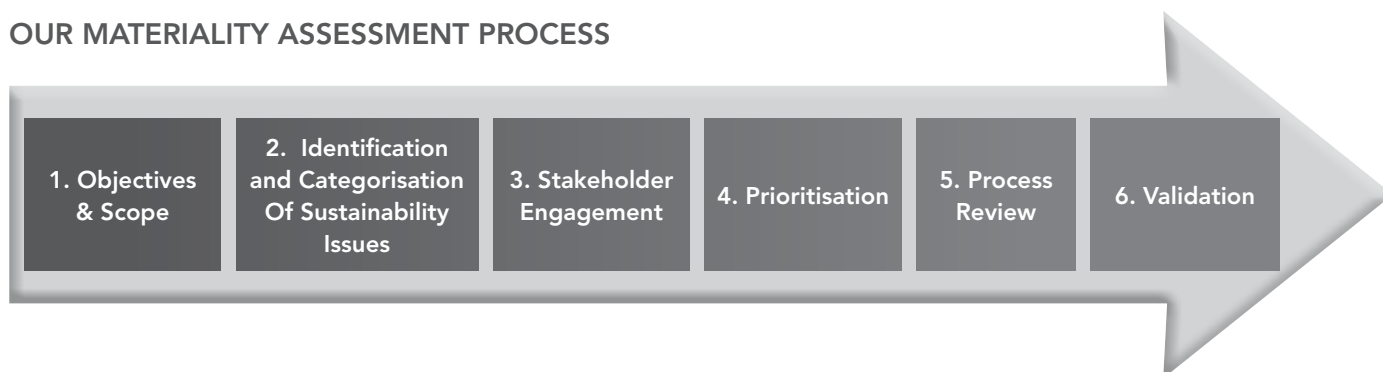 OUR MATERIALITY ASSESSMENT PROCESS
1. Objectives
& Scope
2. Identification
and Categorisation
Of Sustainability
Issues
3. Stakeholder
Engagement
4. Prioritisation
5. Process
Review
6. Validation